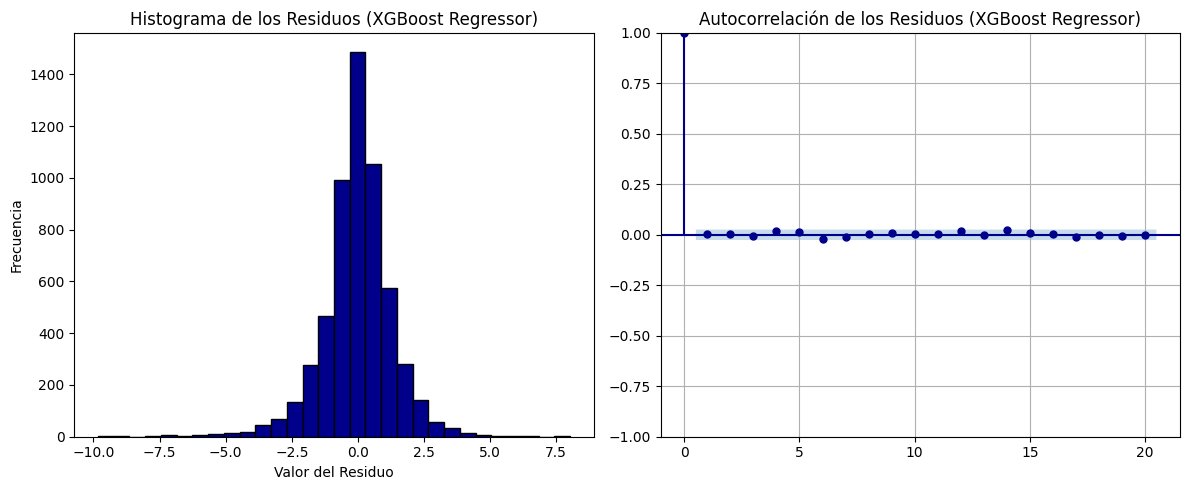 Histograma de los Residuos (XGBoost Regressor)
1400
1200
1000
800
600
400
200
0
Frecuencia
−10.0 −7.5 −5.0 −2.5 0.0 2.5 5.0 7.5
Valor del Residuo
Autocorrelación de los Residuos (XGBoost Regressor)
1.00
0.75
0.50
0.25
0.00
−0.25
−0.50
−0.75
−1.00
0 5 10 15 20